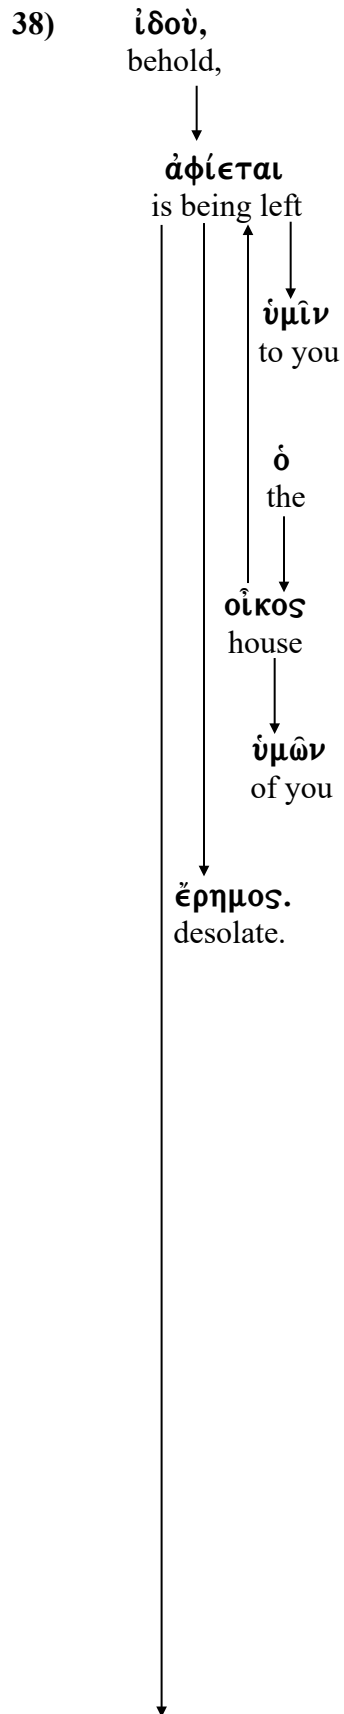 38) ἰδοὺ,
behold,
ἀφίεται
is being left
ὑμῖν
to you
ὁ
the
οἶκος
house
ὑμῶν
of you
ἔρημος.
desolate.